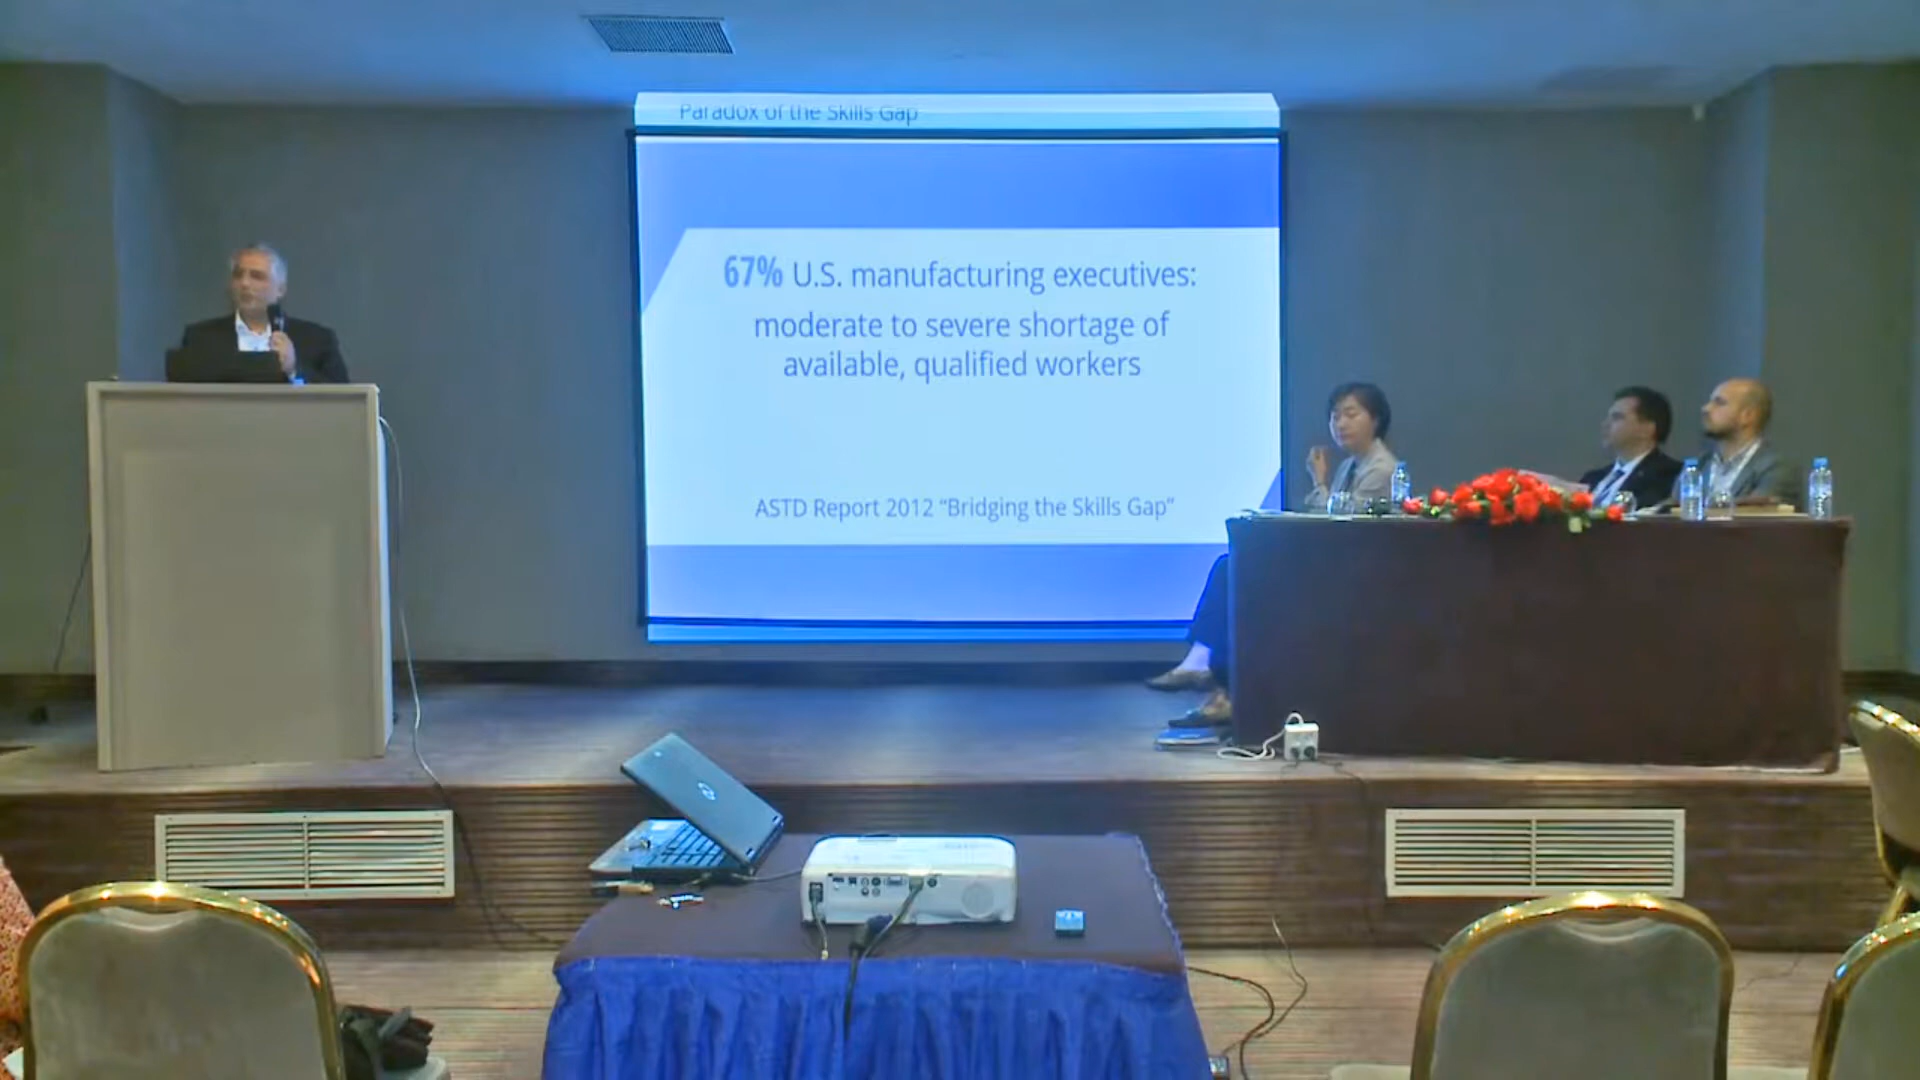 Paradox of the Skills Gap
67% U.S. manufacturing executives:
moderate to severe shortage of
available, qualified workers
ASTD Report 2012 “Bridging the Skills Gap”